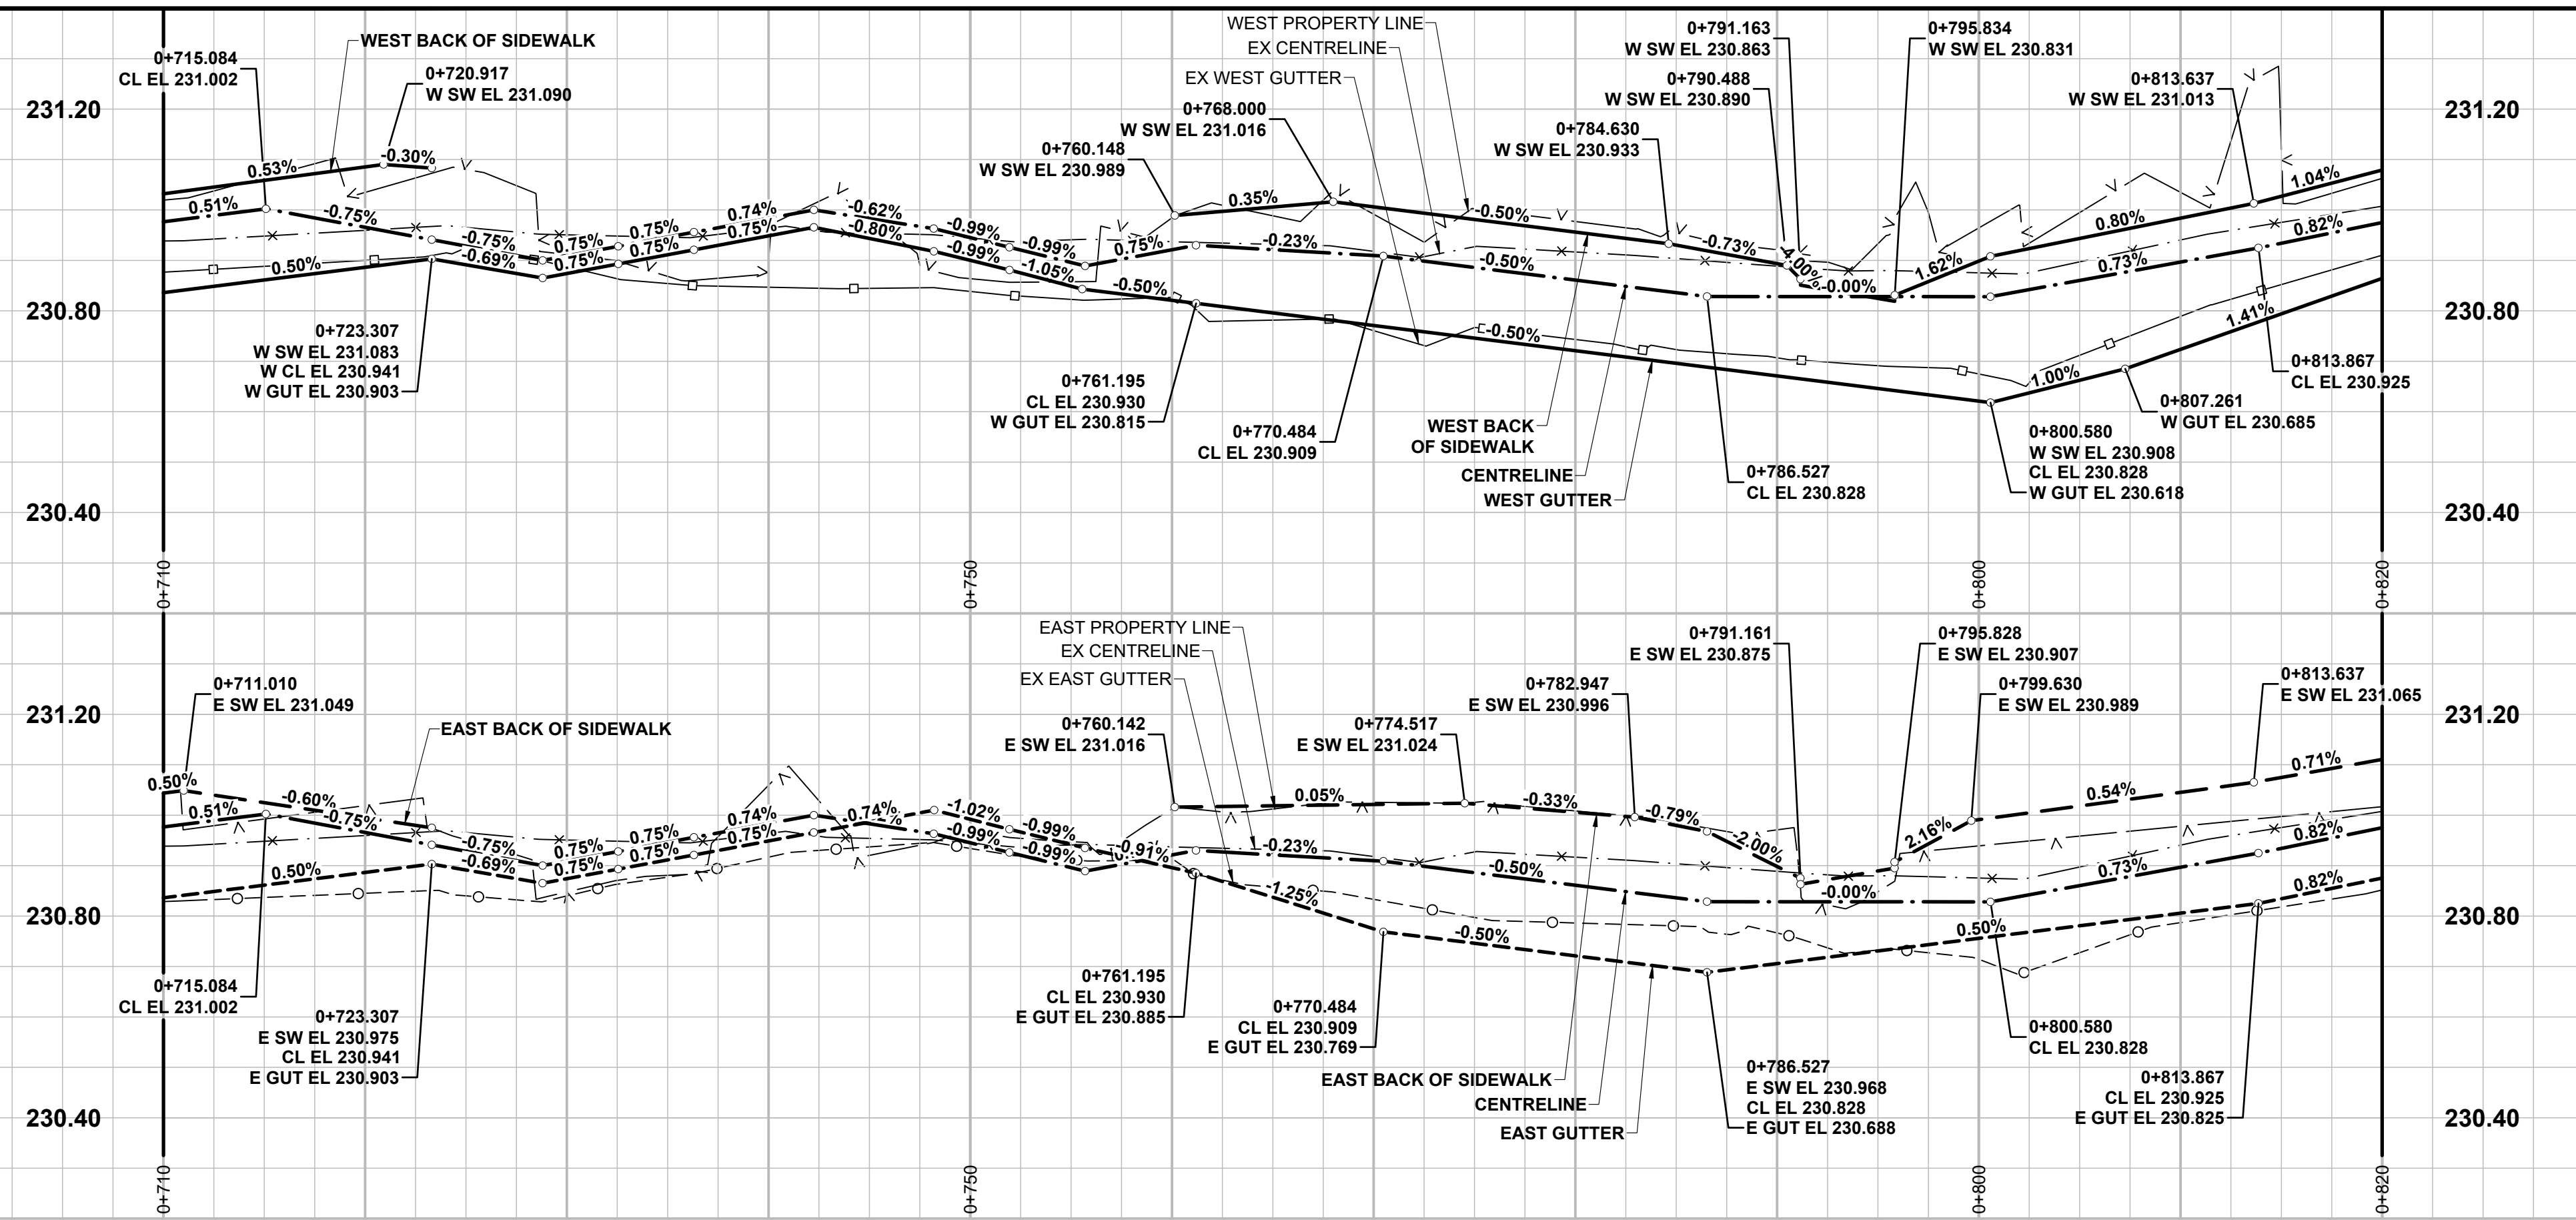 WEST PROPERTY LINE
EX CENTRELINE
EX WEST GUTTER
WEST BACK OF SIDEWALK
0+715.084
CL EL 231.002
0+720.917
W SW EL 231.090
0+768.000
W SW EL 231.016
0+760.148
W SW EL 230.989
0+791.163
W SW EL 230.863
0+790.488
W SW EL 230.890
0+784.630
W SW EL 230.933
0+795.834
W SW EL 230.831
0+813.637
W SW EL 231.013
231.20
231.20
0.53%
-0.30%
0.51%
-0.75%
-0.75%
0.75%
0.75%
0.74%
-0.62%
-0.99%
-0.99%
0.75%
0.35%
-0.23%
-0.50%
-0.50%
-0.73%
-4.00%
-0.00%
1.62%
0.80%
1.04%
0.73%
0.82%
0.50%
-0.69%
0.75%
0.75%
0.75%
-0.80%
-0.99%
-1.05%
-0.50%
-0.50%
1.00%
1.41%
230.80
230.80
0+723.307
W SW EL 231.083
W CL EL 230.941
W GUT EL 230.903
0+761.195
CL EL 230.930
W GUT EL 230.815
0+770.484
CL EL 230.909
WEST BACK
OF SIDEWALK
CENTRELINE
WEST GUTTER
0+786.527
CL EL 230.828
0+800.580
W SW EL 230.908
CL EL 230.828
W GUT EL 230.618
0+807.261
W GUT EL 230.685
0+813.867
CL EL 230.925
230.40
230.40
0+710
0+750
0+800
0+820
EAST PROPERTY LINE
EX CENTRELINE
EX EAST GUTTER
0+711.010
E SW EL 231.049
EAST BACK OF SIDEWALK
0+760.142
E SW EL 231.016
0+774.517
E SW EL 231.024
0+782.947
E SW EL 230.996
0+791.161
E SW EL 230.875
0+795.828
E SW EL 230.907
0+799.630
E SW EL 230.989
0+813.637
E SW EL 231.065
231.20
231.20
0.50%
-0.60%
0.51%
-0.75%
-0.75%
0.75%
0.75%
0.74%
-0.74%
-1.02%
-0.99%
-0.99%
-0.99%
-0.91%
0.05%
-0.23%
-0.33%
-0.50%
-0.79%
-2.00%
-0.00%
2.16%
0.54%
0.71%
0.73%
0.82%
0.50%
-0.69%
0.75%
0.75%
0.75%
-1.25%
-0.50%
0.50%
0.82%
230.80
230.80
0+715.084
CL EL 231.002
0+723.307
E SW EL 230.975
CL EL 230.941
E GUT EL 230.903
0+761.195
CL EL 230.930
E GUT EL 230.885
0+770.484
CL EL 230.909
E GUT EL 230.769
EAST BACK OF SIDEWALK
CENTRELINE
EAST GUTTER
0+786.527
E SW EL 230.968
CL EL 230.828
E GUT EL 230.688
0+800.580
CL EL 230.828
0+813.867
CL EL 230.925
E GUT EL 230.825
230.40
230.40
0+710
0+750
0+800
0+820